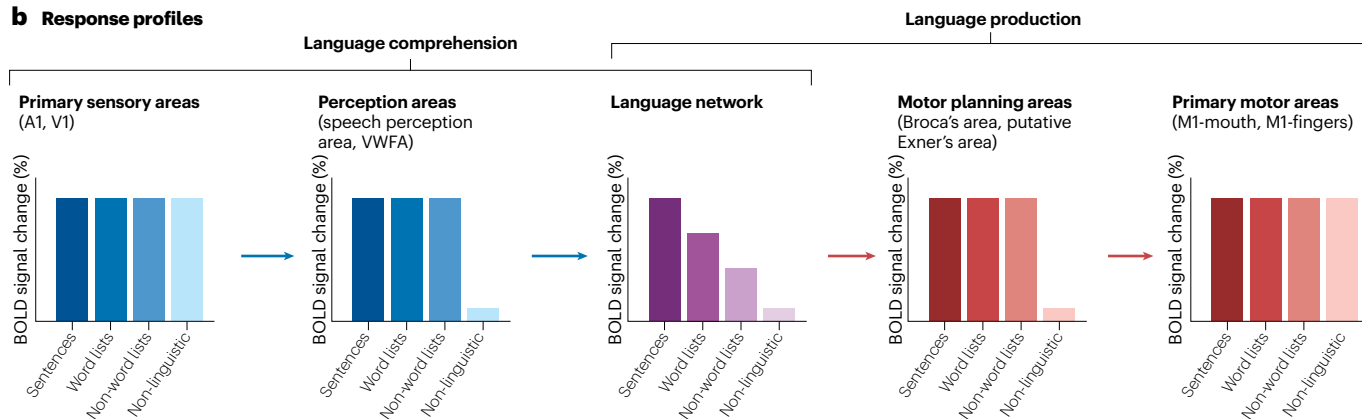 b Response profiles
Language production
Language comprehension
Primary sensory areas
(A1, V1)
Perception areas
(speech perception
area, VWFA)
Language network
Motor planning areas
(Broca's area, putative
Exner's area)
Primary motor areas
(M1-mouth, M1-fingers)
BOLD signal change (%)
Sentences
Word lists
Non-word lists
Non-linguistic
BOLD signal change (%)
Sentences
Word lists
Non-word lists
Non-linguistic
BOLD signal change (%)
Sentences
Word lists
Non-word lists
Non-linguistic
BOLD signal change (%)
Sentences
Word lists
Non-word lists
Non-linguistic
BOLD signal change (%)
Sentences
Word lists
Non-word lists
Non-linguistic